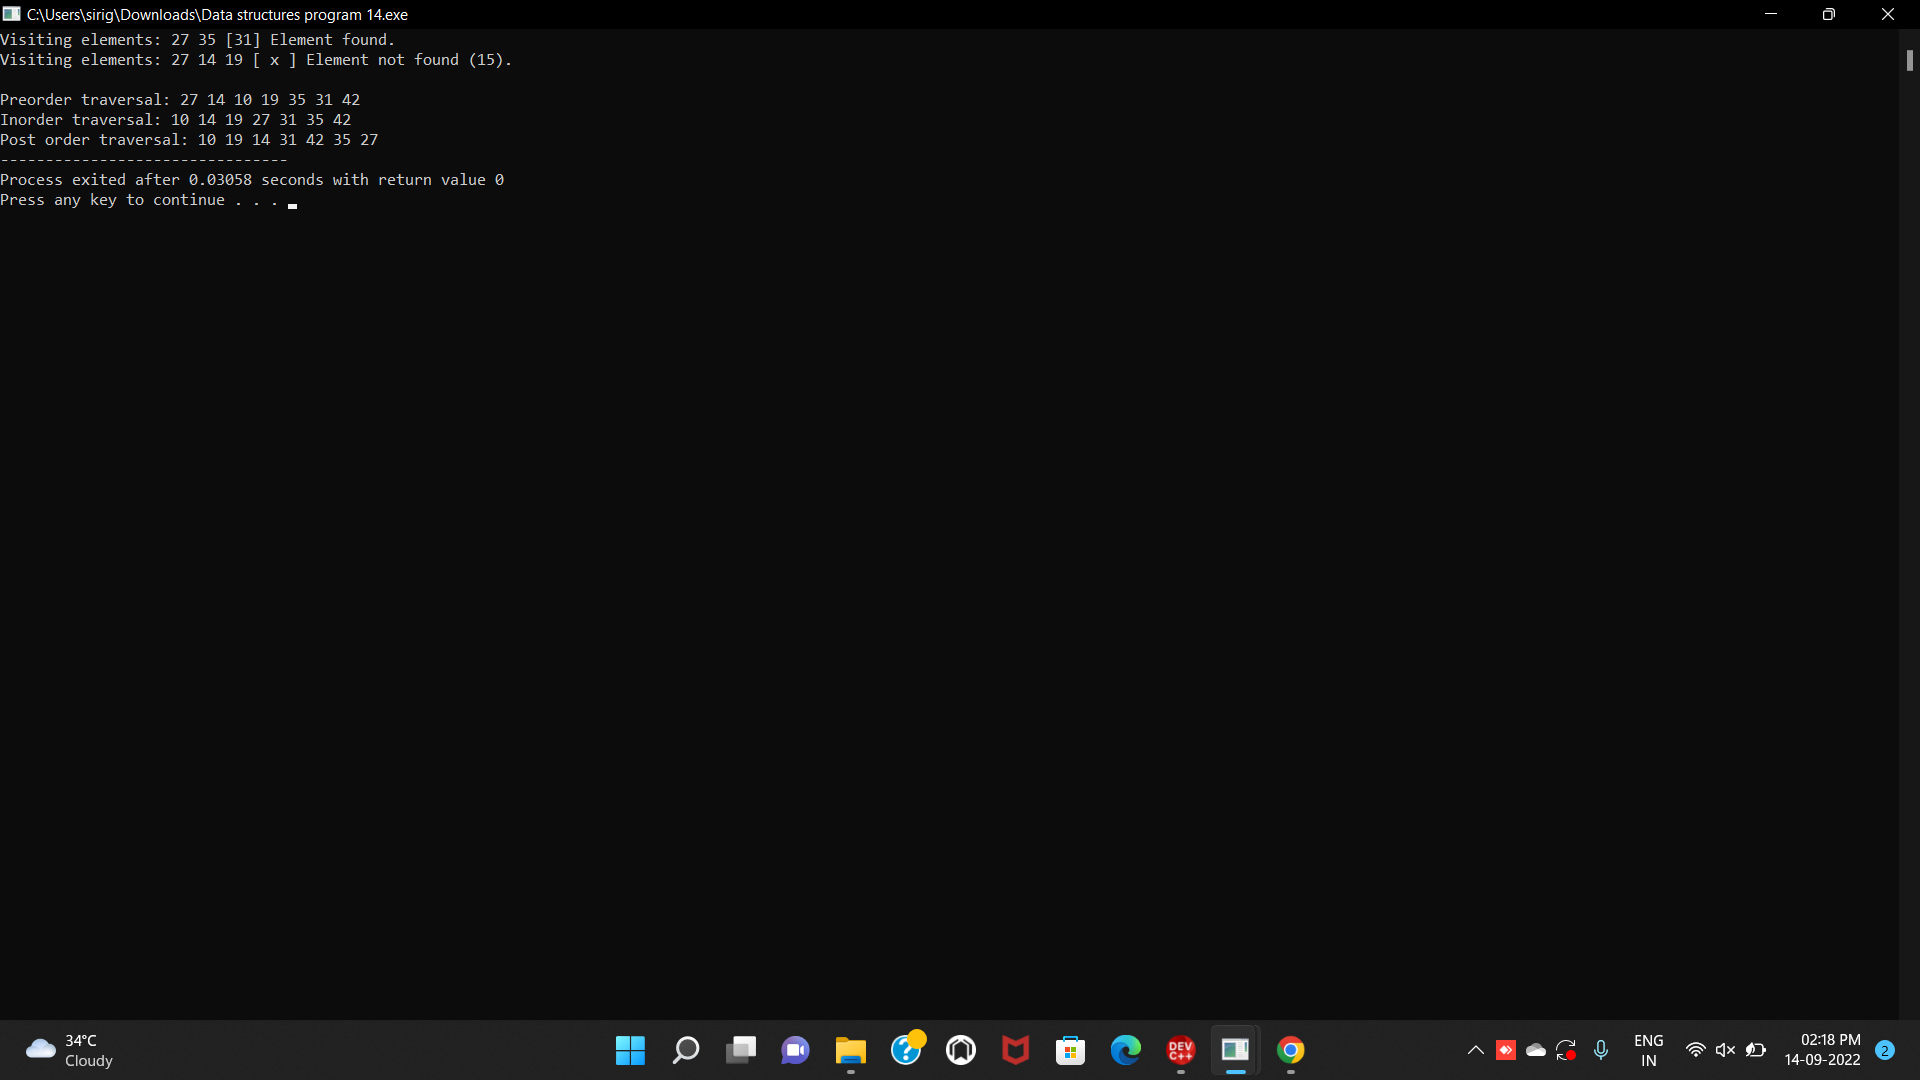 C:\Users\sirig\Downloads\Data structures program 14.exe
Visiting elements: 27 35 [31] Element found.
Visiting elements: 27 14 19 [ x ] Element not found (15).
Preorder traversal: 27 14 10 19 35 31 42
Inorder traversal: 10 14 19 27 31 35 42
Post order traversal: 10 19 14 31 42 35 27
--------------------------------
Process exited after 0.03058 seconds with return value 0
Press any key to continue . . .
34°C
Cloudy
DEV
C++
ENG
IN
02:18 PM
14-09-2022
2